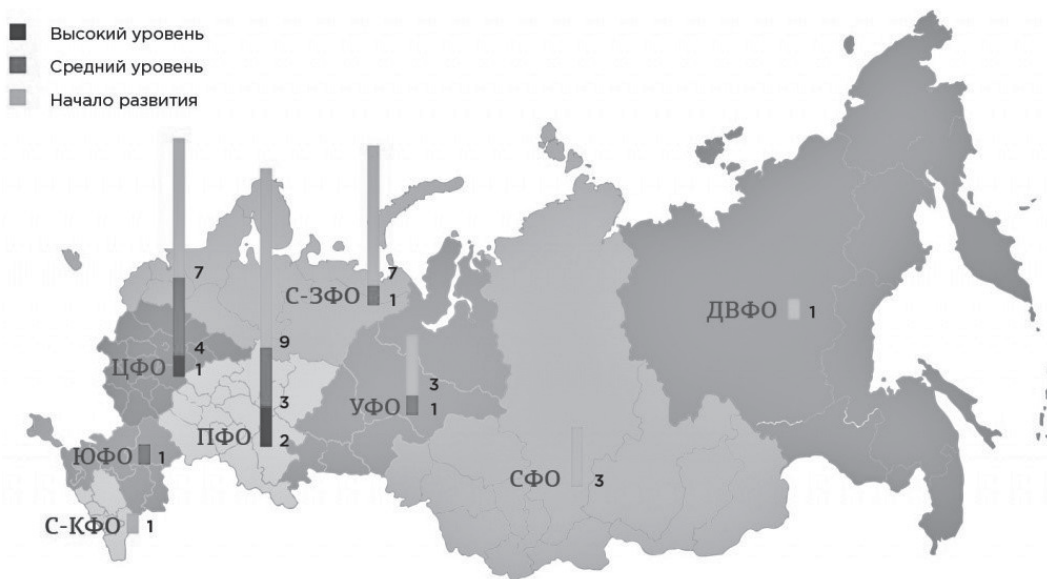 Высокий уровень
Средний уровень
Начало развития
7
4
ЦФО 1
9
3
ПФО 2
7
С-ЗФО 1
3
УФО 1
ЮФО 1
С-КФО 1
СФО 3
ДВФО 1